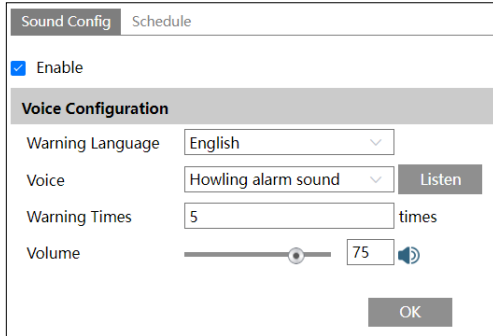 Sound Config Schedule
Enable
Voice Configuration
Warning Language English
Voice Howling alarm sound Listen
Warning Times 5 times
Volume 75
OK